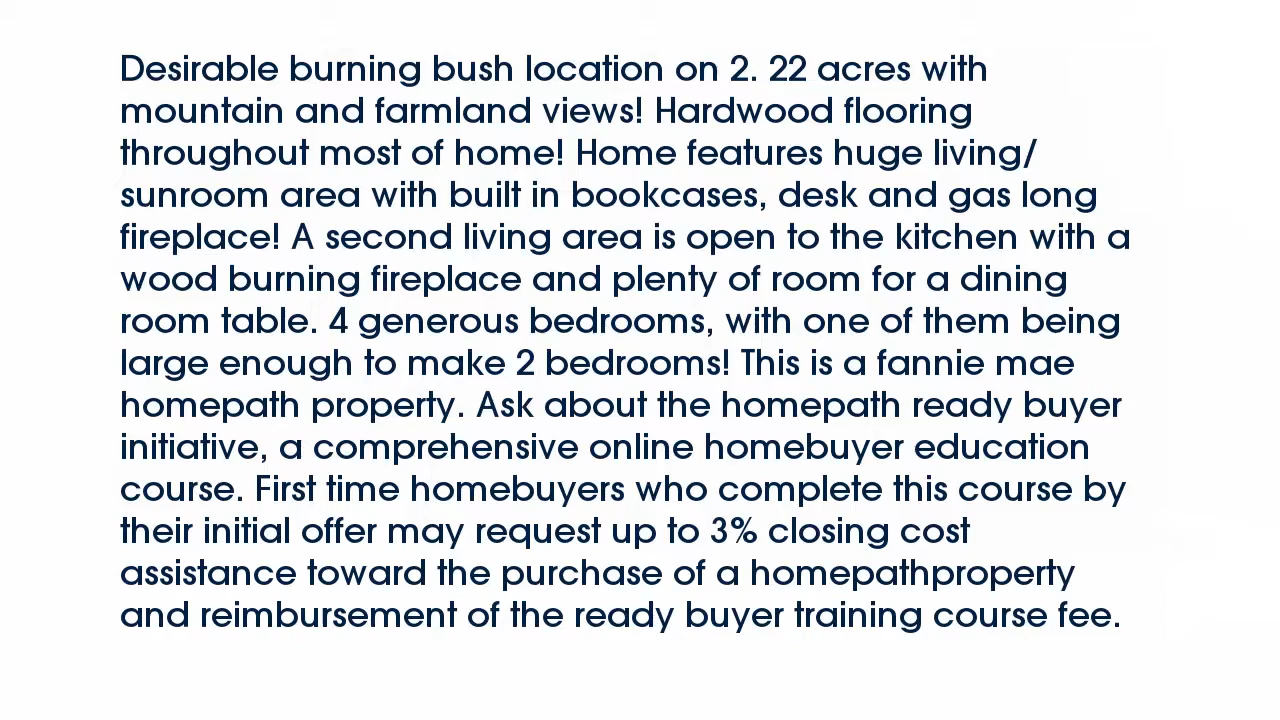 Desirable burning bush location on 2. 22 acres with
mountain and farmland views! Hardwood flooring
throughout most of home! Home features huge living/
sunroom area with built in bookcases, desk and gas long
fireplace! A second living area is open to the kitchen with a
wood burning fireplace and plenty of room for a dining
room table. 4 generous bedrooms, with one of them being
large enough to make 2 bedrooms! This is a fannie mae
homepath property. Ask about the homepath ready buyer
initiative, a comprehensive online homebuyer education
course. First time homebuyers who complete this course by
their initial offer may request up to 3% closing cost
assistance toward the purchase of a homepathproperty
and reimbursement of the ready buyer training course fee.